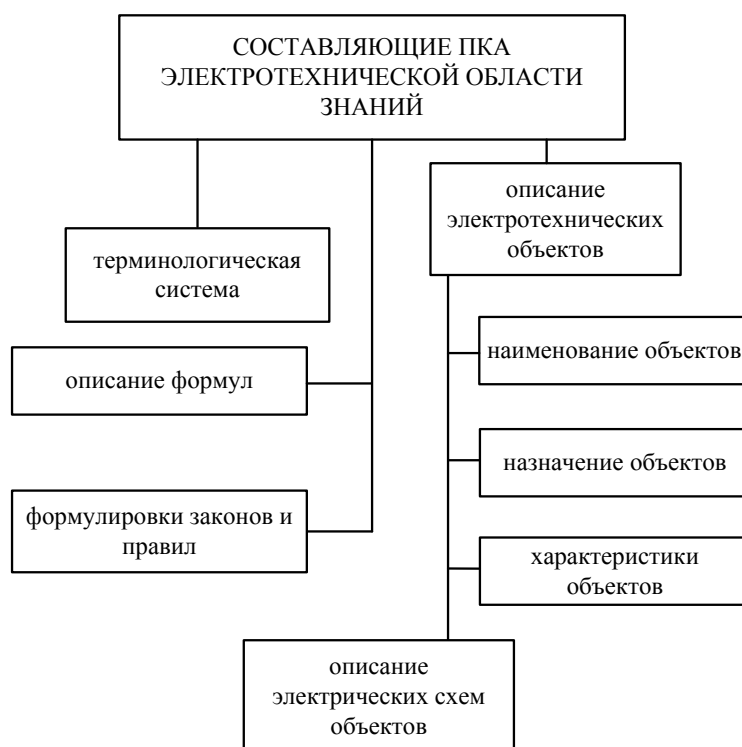 СОСТАВЛЯЮЩИЕ ПКА
ЭЛЕКТРОТЕХНИЧЕСКОЙ ОБЛАСТИ
ЗНАНИЙ
описание
электротехнических
объектов
терминологическая
система
наименование объектов
описание формул
назначение объектов
формулировки законов и
правил
характеристики
объектов
описание
электрических схем
объектов